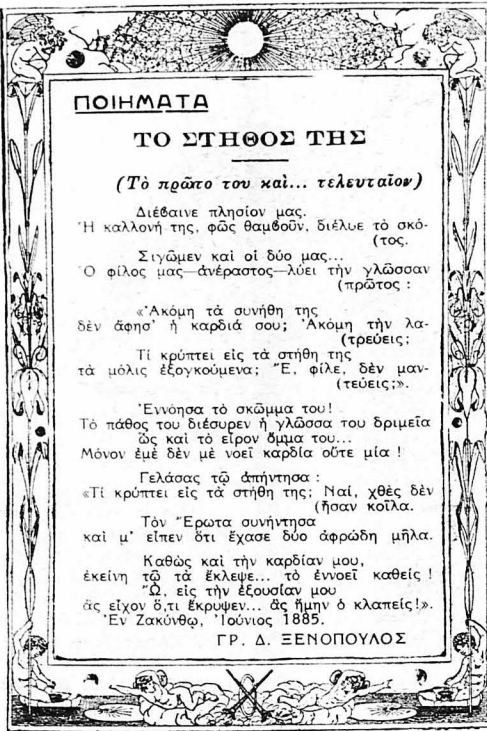 ΠΟΙΗΜΑΤΑ
ΤΟ ΣΤΗΘΟΣ ΤΗΣ
(Τὸ πρῶτο του καὶ... τελευταῖον)
Διέβαινε πλησίον μας.
Ἡ καλλονή της, φῶς θαμβοῦν, διέλυε τὸ σκό-
(τος.
Σιγῶμεν καὶ οἱ δύο μας...
Ὁ φίλος μας—ἀνέραστος—λύει τὴν γλῶσσαν
(πρῶτος :
«Ἀκόμη τὰ συνήθη της
δὲν ἄφησ' ἡ καρδιά σου; Ἀκόμη τὴν λα-
(τρεύεις;
Τί κρύπτει εἰς τὰ στήθη της
τὰ μόλις ἐξογκούμενα; Ἔ, φίλε, δὲν μαν-
(τεύεις;».
Ἐννόησα τὸ σκῶμμα του!
Τὸ πάθος του διέσυρεν ἡ γλῶσσα του δριμεῖα
ὣς καὶ τὸ εἶρον ὄμμα του...
Μόνον ἐμὲ δὲν μὲ νοεῖ καρδία οὔτε μία !
Γελάσας τῷ ἀπήντησα :
«Τί κρύπτει εἰς τὰ στήθη της; Ναί, χθὲς δὲν
(ἦσαν κοῖλα.
Τὸν Ἔρωτα συνήντησα
καὶ μ' εἶπεν ὅτι ἔχασε δύο ἀφρώδη μῆλα.
Καθὼς καὶ τὴν καρδίαν μου,
ἐκείνη τῷ τὰ ἔκλεψε... τὸ ἐννοεῖ καθείς !
Ὢ, εἰς τὴν ἐξουσίαν μου
ἂς εἶχον ὅ,τι ἔκρυψεν... ἂς ἤμην ὁ κλαπείς!».
Ἐν Ζακύνθῳ, Ἰούνιος 1885.
ΓΡ. Δ. ΞΕΝΟΠΟΥΛΟΣ